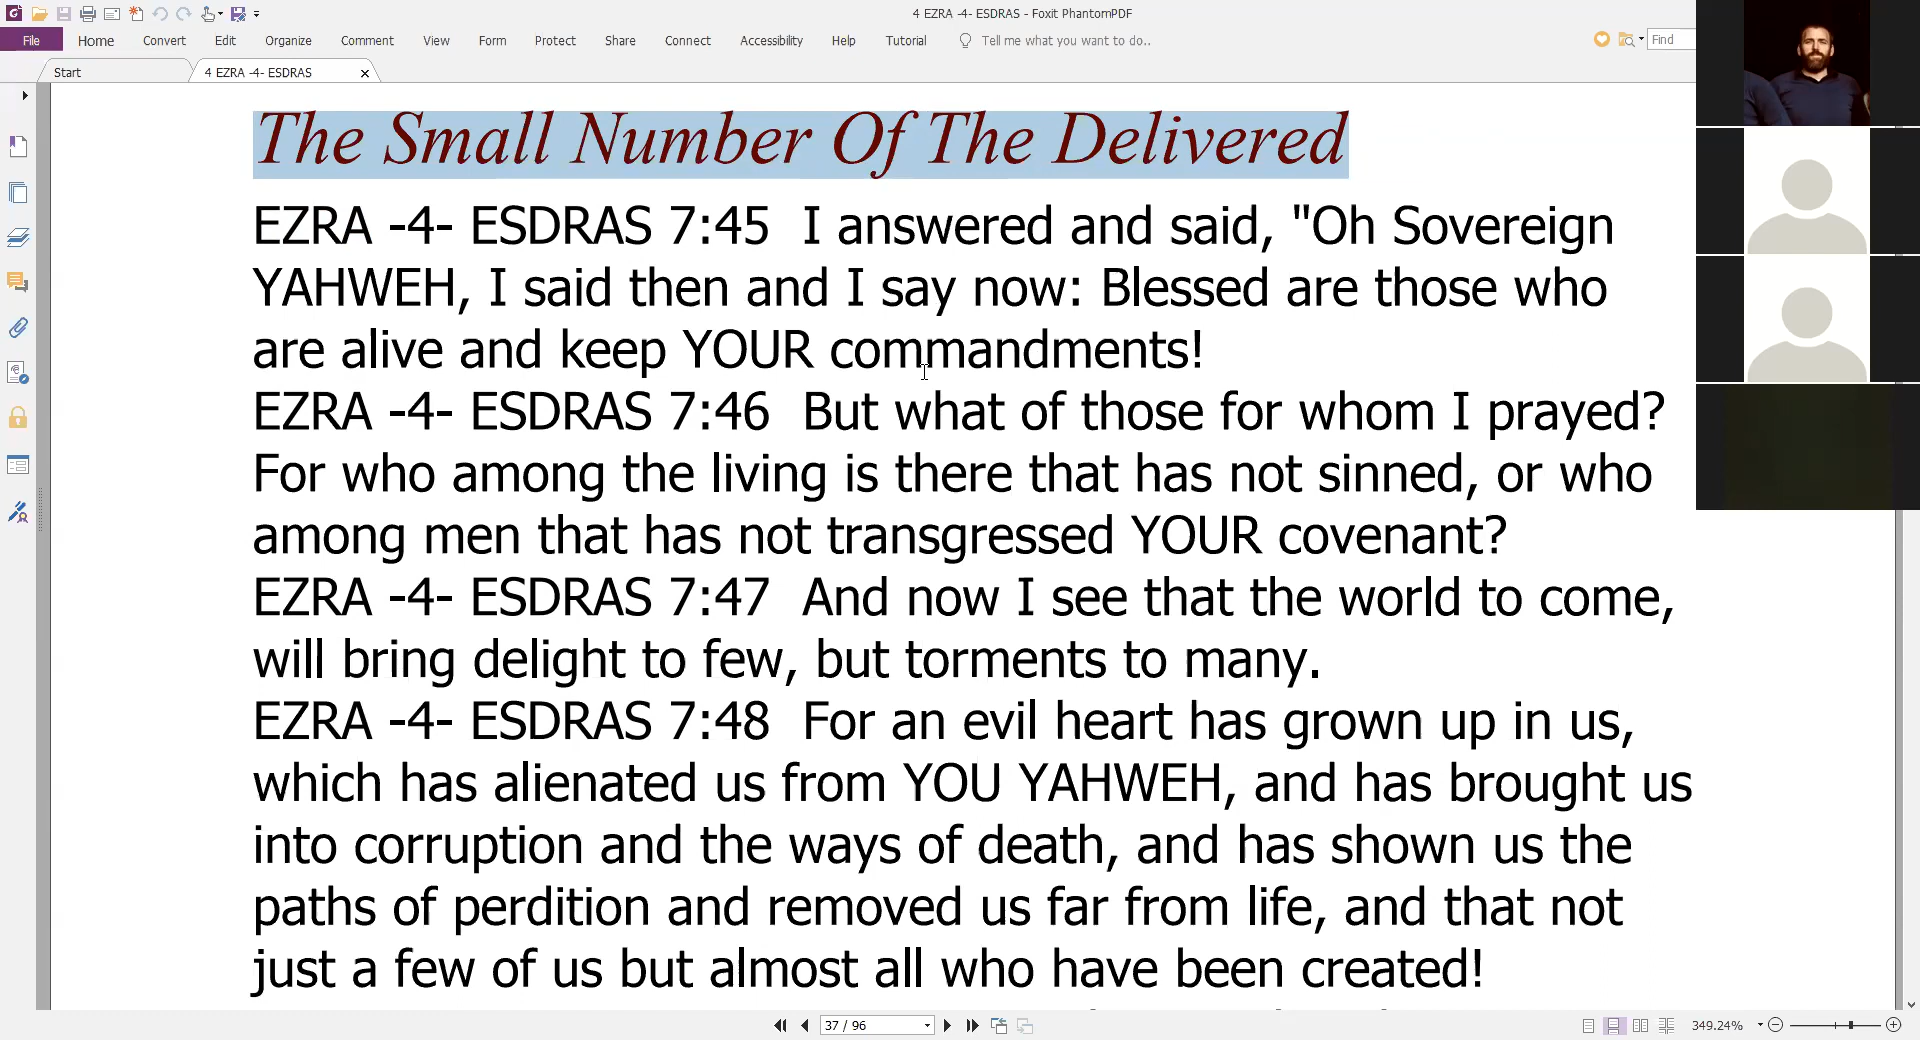 4 EZRA -4- ESDRAS - Foxit PhantomPDF
File Home Convert Edit Organize Comment View Form Protect Share Connect Accessibility Help Tutorial Tell me what you want to do.. Find
Start 4 EZRA -4- ESDRAS
The Small Number Of The Delivered
EZRA -4- ESDRAS 7:45 I answered and said, "Oh Sovereign
YAHWEH, I said then and I say now: Blessed are those who
are alive and keep YOUR commandments!
EZRA -4- ESDRAS 7:46 But what of those for whom I prayed?
For who among the living is there that has not sinned, or who
among men that has not transgressed YOUR covenant?
EZRA -4- ESDRAS 7:47 And now I see that the world to come,
will bring delight to few, but torments to many.
EZRA -4- ESDRAS 7:48 For an evil heart has grown up in us,
which has alienated us from YOU YAHWEH, and has brought us
into corruption and the ways of death, and has shown us the
paths of perdition and removed us far from life, and that not
just a few of us but almost all who have been created!
37 / 96 349.24%